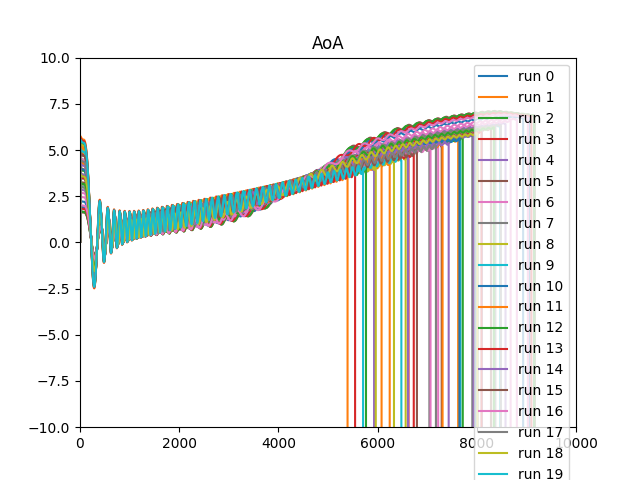 AoA
10.0
7.5
5.0
2.5
0.0
−2.5
−5.0
−7.5
−10.0
0
2000
4000
6000
8000
10000
run 0
run 1
run 2
run 3
run 4
run 5
run 6
run 7
run 8
run 9
run 10
run 11
run 12
run 13
run 14
run 15
run 16
run 17
run 18
run 19